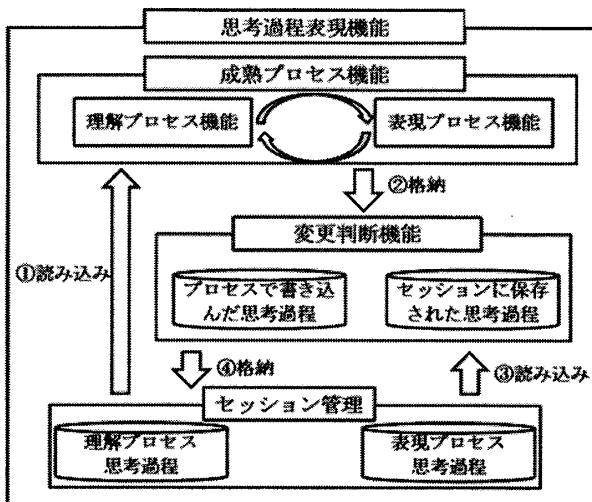 思考過程表現機能
成熟プロセス機能
理解プロセス機能
表現プロセス機能
②格納
変更判断機能
①読み込み
プロセスで書き込
んだ思考過程
セッションに保存
された思考過程
④格納
③読み込み
セッション管理
理解プロセス
思考過程
表現プロセス
思考過程